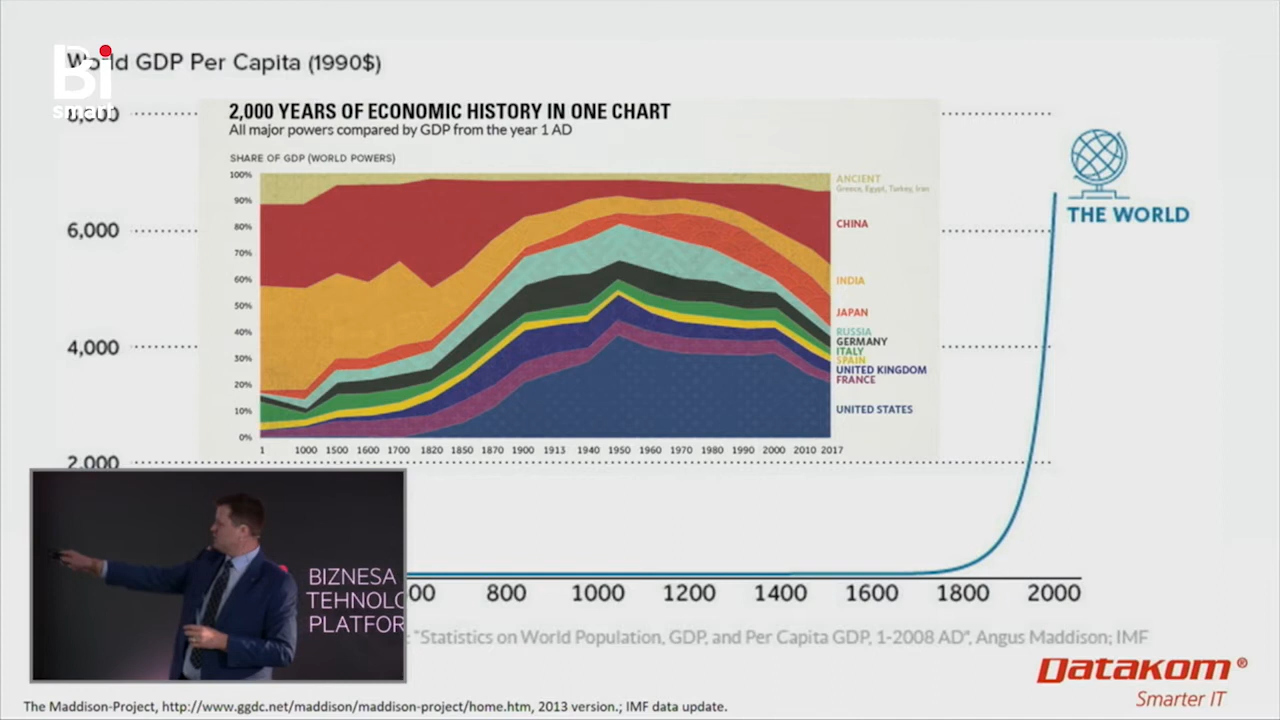 Bi
smart
World GDP Per Capita (1990$)
8,000
6,000
4,000
2,000
2,000 YEARS OF ECONOMIC HISTORY IN ONE CHART
All major powers compared by GDP from the year 1 AD
SHARE OF GDP (WORLD POWERS)
100%
90%
80%
70%
60%
50%
40%
30%
20%
10%
0%
1 1000 1500 1600 1700 1820 1850 1870 1900 1913 1940 1950 1960 1970 1980 1990 2000 2010 2017
ANCIENT
Greece, Egypt, Turkey, Iran
CHINA
INDIA
JAPAN
RUSSIA
GERMANY
ITALY
SPAIN
UNITED KINGDOM
FRANCE
UNITED STATES
THE WORLD
BIZNESA
TEHNOLO
PLATFOR
00 800 1000 1200 1400 1600 1800 2000
: "Statistics on World Population, GDP, and Per Capita GDP, 1-2008 AD", Angus Maddison; IMF
Datakom®
Smarter IT
The Maddison-Project, http://www.ggdc.net/maddison/maddison-project/home.htm, 2013 version.; IMF data update.